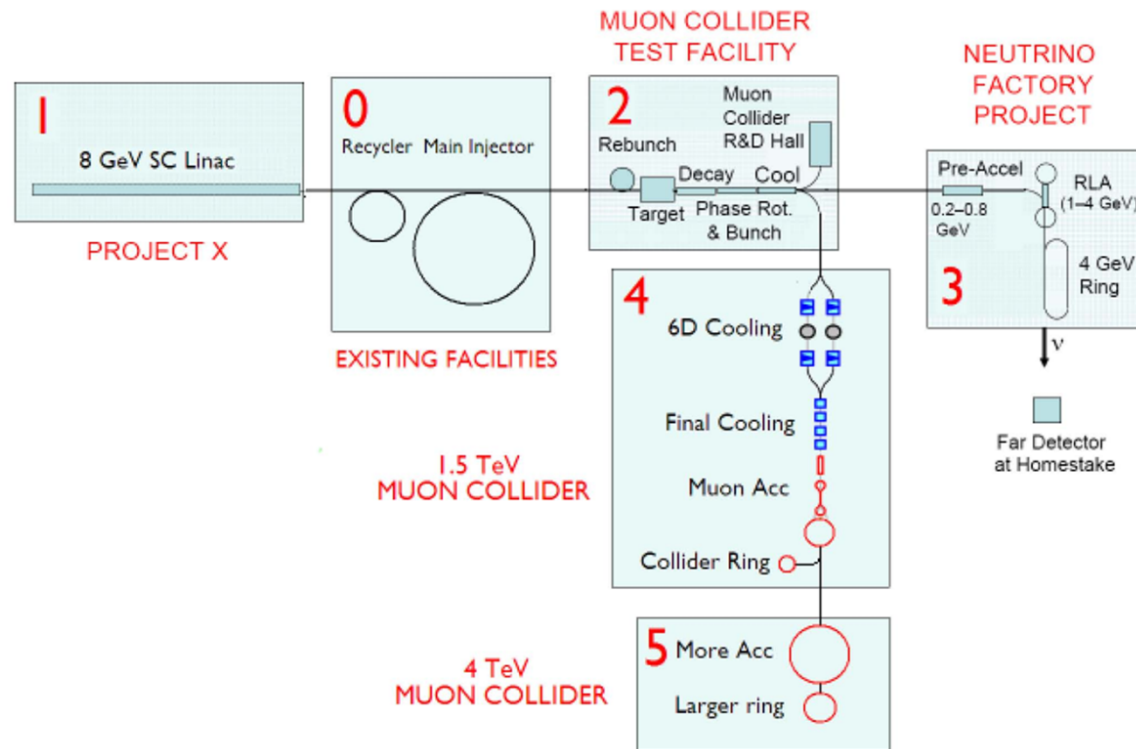 MUON COLLIDER
TEST FACILITY
NEUTRINO
FACTORY
PROJECT
1
8 GeV SC Linac
PROJECT X
0
Recycler Main Injector
EXISTING FACILITIES
2
Muon
Collider
R&D Hall
Rebunch
Decay
Cool
Target
Phase Rot.
& Bunch
Pre-Accel
RLA
(1–4 GeV)
0.2–0.8
GeV
4 GeV
Ring
3
ν
Far Detector
at Homestake
4
6D Cooling
Final Cooling
1.5 TeV
MUON COLLIDER
Muon Acc
Collider Ring
5
More Acc
4 TeV
MUON COLLIDER
Larger ring